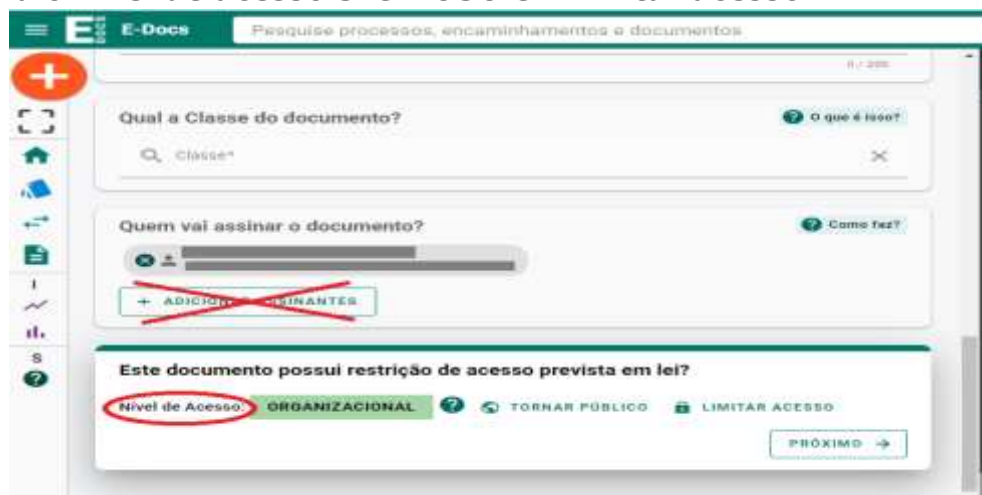 E DOCS E-Docs Pesquise processos, encaminhamentos e documentos
0 / 200
Qual a Classe do documento? ? O que é isso?
Classe*
Quem vai assinar o documento? ? Como faz?
+ ADICIONAR ASSINANTES
I
S
Este documento possui restrição de acesso prevista em lei?
Nível de Acesso: ORGANIZACIONAL ? TORNAR PÚBLICO LIMITAR ACESSO
PRÓXIMO →